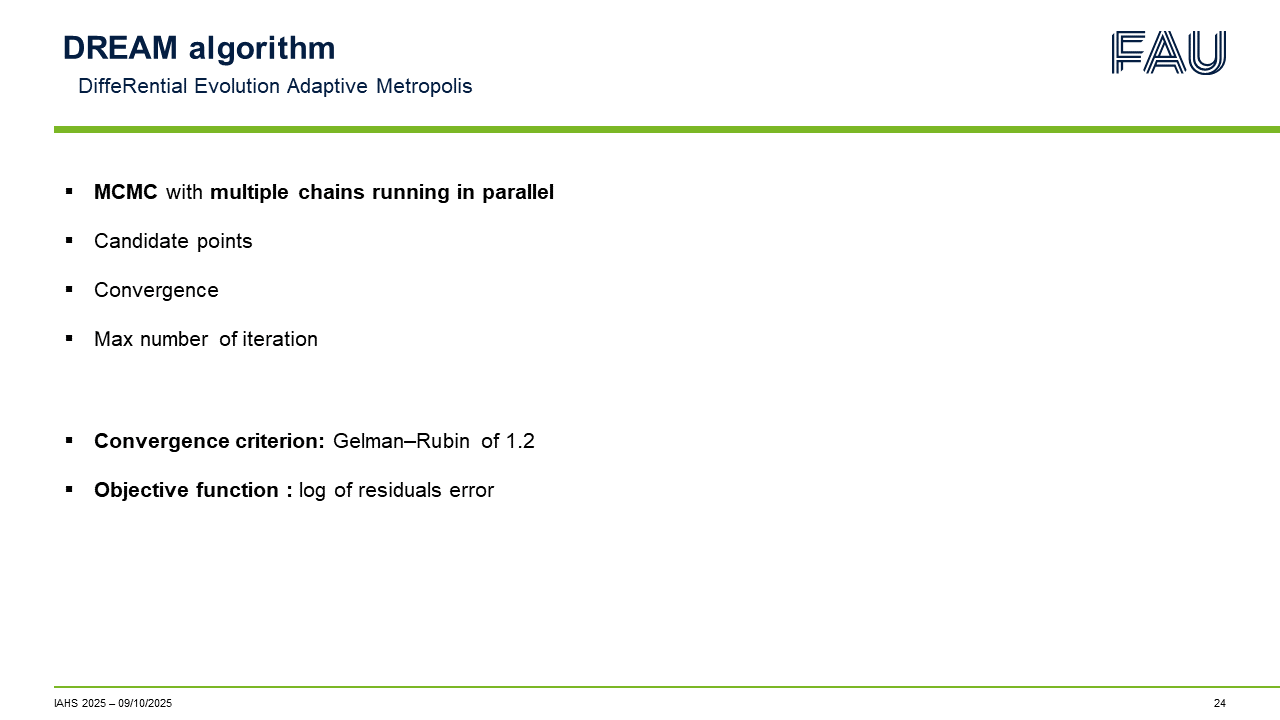 DREAM algorithm
FAU
DiffeRential Evolution Adaptive Metropolis
▪ MCMC with multiple chains running in parallel
▪ Candidate points
▪ Convergence
▪ Max number of iteration
▪ Convergence criterion: Gelman–Rubin of 1.2
▪ Objective function : log of residuals error
IAHS 2025 – 09/10/2025
24